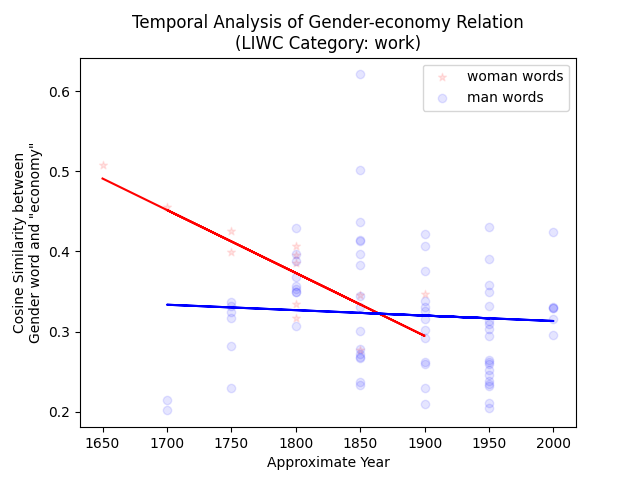 Temporal Analysis of Gender-economy Relation
(LIWC Category: work)
woman words
man words
0.6
0.5
0.4
0.3
0.2
Cosine Similarity between
Gender word and "economy"
1650 1700 1750 1800 1850 1900 1950 2000
Approximate Year